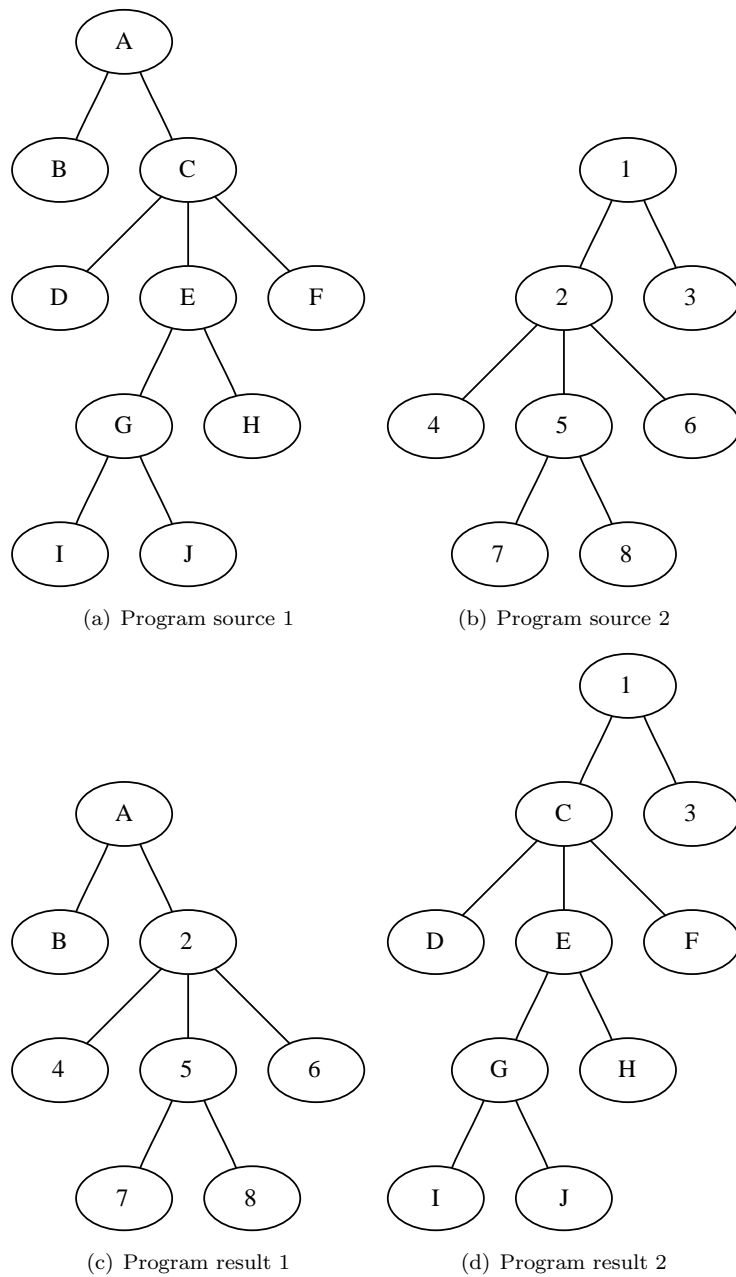 A
B C
1
D E F
2 3
G H
4 5 6
I J
7 8
(a) Program source 1
(b) Program source 2
1
A
C 3
B 2
D E F
4 5 6
G H
7 8
I J
(c) Program result 1
(d) Program result 2